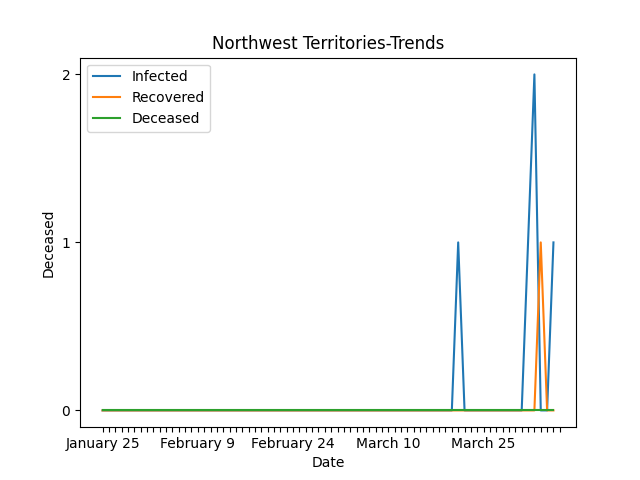 Northwest Territories-Trends
Infected
Recovered
Deceased
2
1
0
Deceased
January 25 February 9 February 24 March 10 March 25
Date